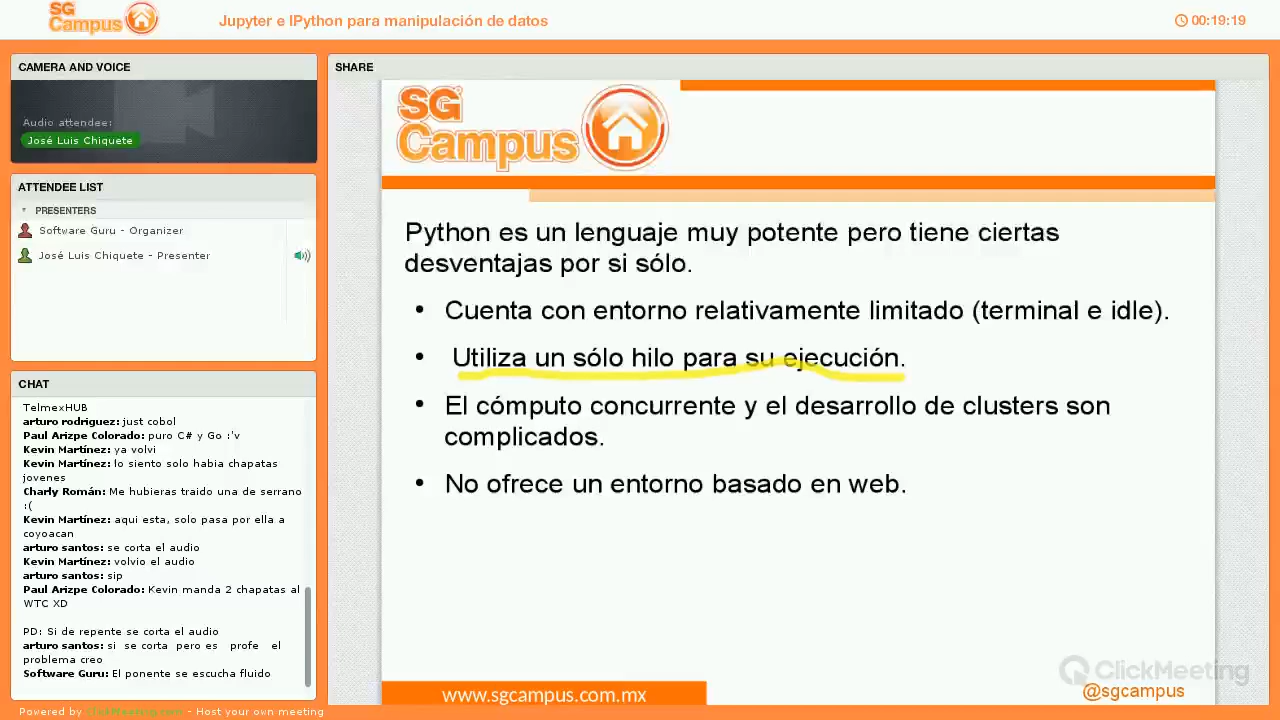 SG Campus
Jupyter e IPython para manipulación de datos
00:19:19
CAMERA AND VOICE
Audio attendee:
José Luis Chiquete
ATTENDEE LIST
PRESENTERS
Software Guru - Organizer
José Luis Chiquete - Presenter
CHAT
TelmexHUB
arturo rodriguez: just cobol
Paul Arizpe Colorado: puro C# y Go :'v
Kevin Martínez: ya volvi
Kevin Martínez: lo siento solo habia chapatas
jovenes
Charly Román: Me hubieras traido una de serrano
:(
Kevin Martínez: aqui esta, solo pasa por ella a
coyoacan
arturo santos: se corta el audio
Kevin Martínez: volvio el audio
arturo santos: sip
Paul Arizpe Colorado: Kevin manda 2 chapatas al
WTC XD
PD: Si de repente se corta el audio
arturo santos: si se corta pero es profe el
problema creo
Software Guru: El ponente se escucha fluido
Powered by ClickMeeting.com - Host your own meeting
SHARE
SG
Campus
Python es un lenguaje muy potente pero tiene ciertas
desventajas por si sólo.
• Cuenta con entorno relativamente limitado (terminal e idle).
• Utiliza un sólo hilo para su ejecución.
• El cómputo concurrente y el desarrollo de clusters son
complicados.
• No ofrece un entorno basado en web.
www.sgcampus.com.mx
ClickMeeting
@sgcampus